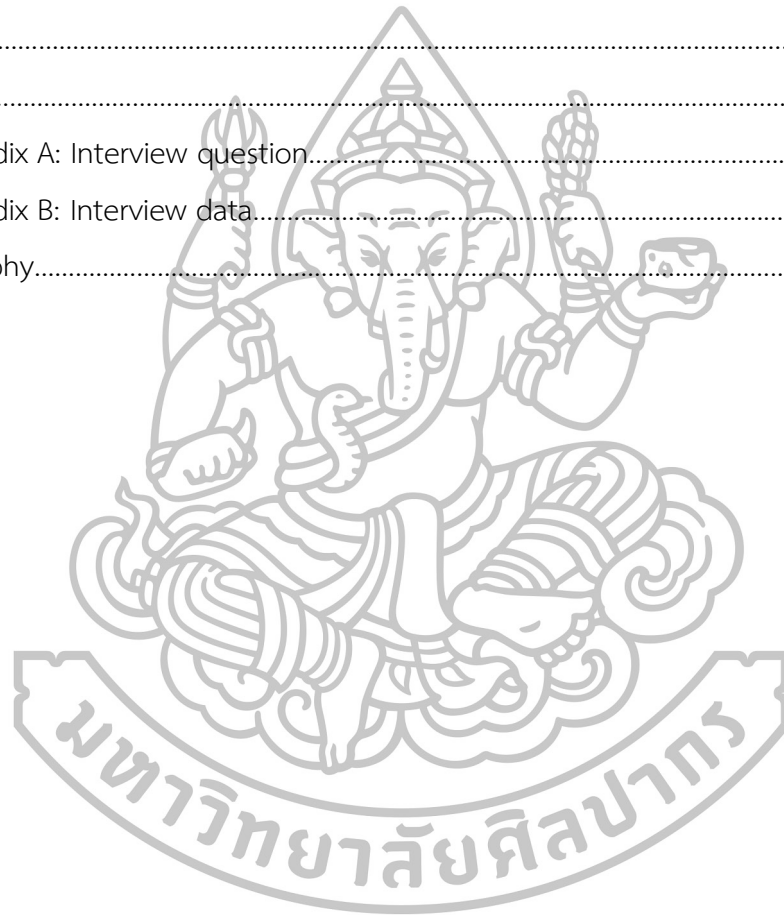 dix A: Interview question
dix B: Interview data
phy
มหาวิทยาลัยศิลปากร